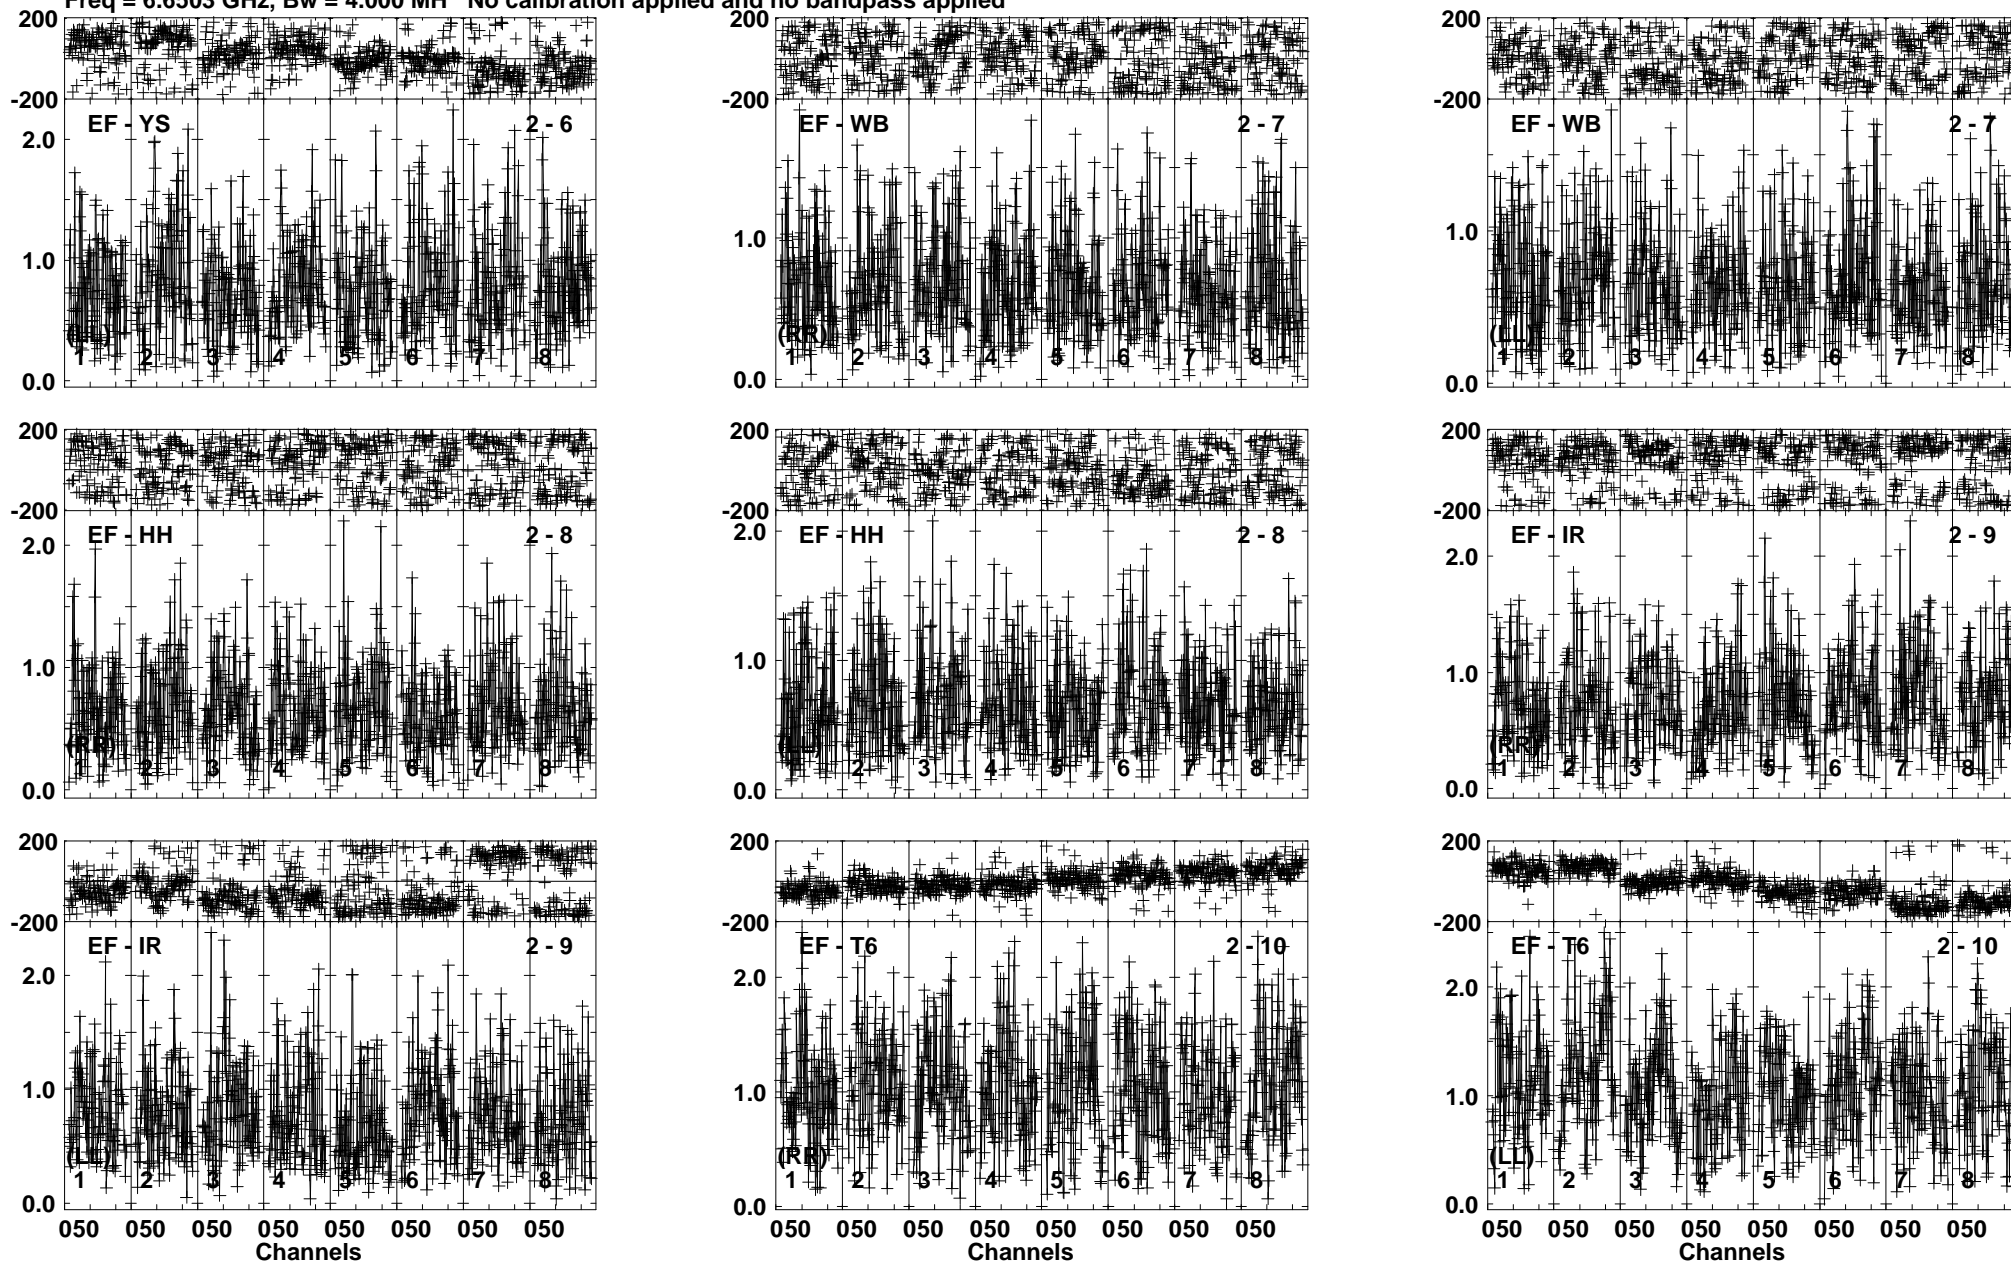 Freq = 6.6503 GHz, Bw = 4.000 MH No calibration applied and no bandpass applied
200
-200
EF - YS 2 - 6
2.0
1.0
(LL)
1 2 3 4 5 6 7 8
0.0
200
-200
EF - WB 2 - 7
1.0
(RR)
1 2 3 4 5 6 7 8
0.0
200
-200
EF - WB 2 - 7
1.0
(LL)
1 2 3 4 5 6 7 8
0.0
200
-200
EF - HH 2 - 8
2.0
1.0
(RR)
1 2 3 4 5 6 7 8
0.0
200
-200
EF - HH 2 - 8
2.0
1.0
(LL)
1 2 3 4 5 6 7 8
0.0
200
-200
EF - IR 2 - 9
2.0
1.0
(RR)
1 2 3 4 5 6 7 8
0.0
200
-200
EF - IR 2 - 9
2.0
1.0
(LL)
1 2 3 4 5 6 7 8
0.0
050 050 050 050 050 050 050 050
Channels
200
-200
EF - T6 2 - 10
2.0
1.0
(RR)
1 2 3 4 5 6 7 8
0.0
050 050 050 050 050 050 050 050
Channels
200
-200
EF - T6 2 - 10
2.0
1.0
(LL)
1 2 3 4 5 6 7 8
0.0
050 050 050 050 050 050 050 050
Channels